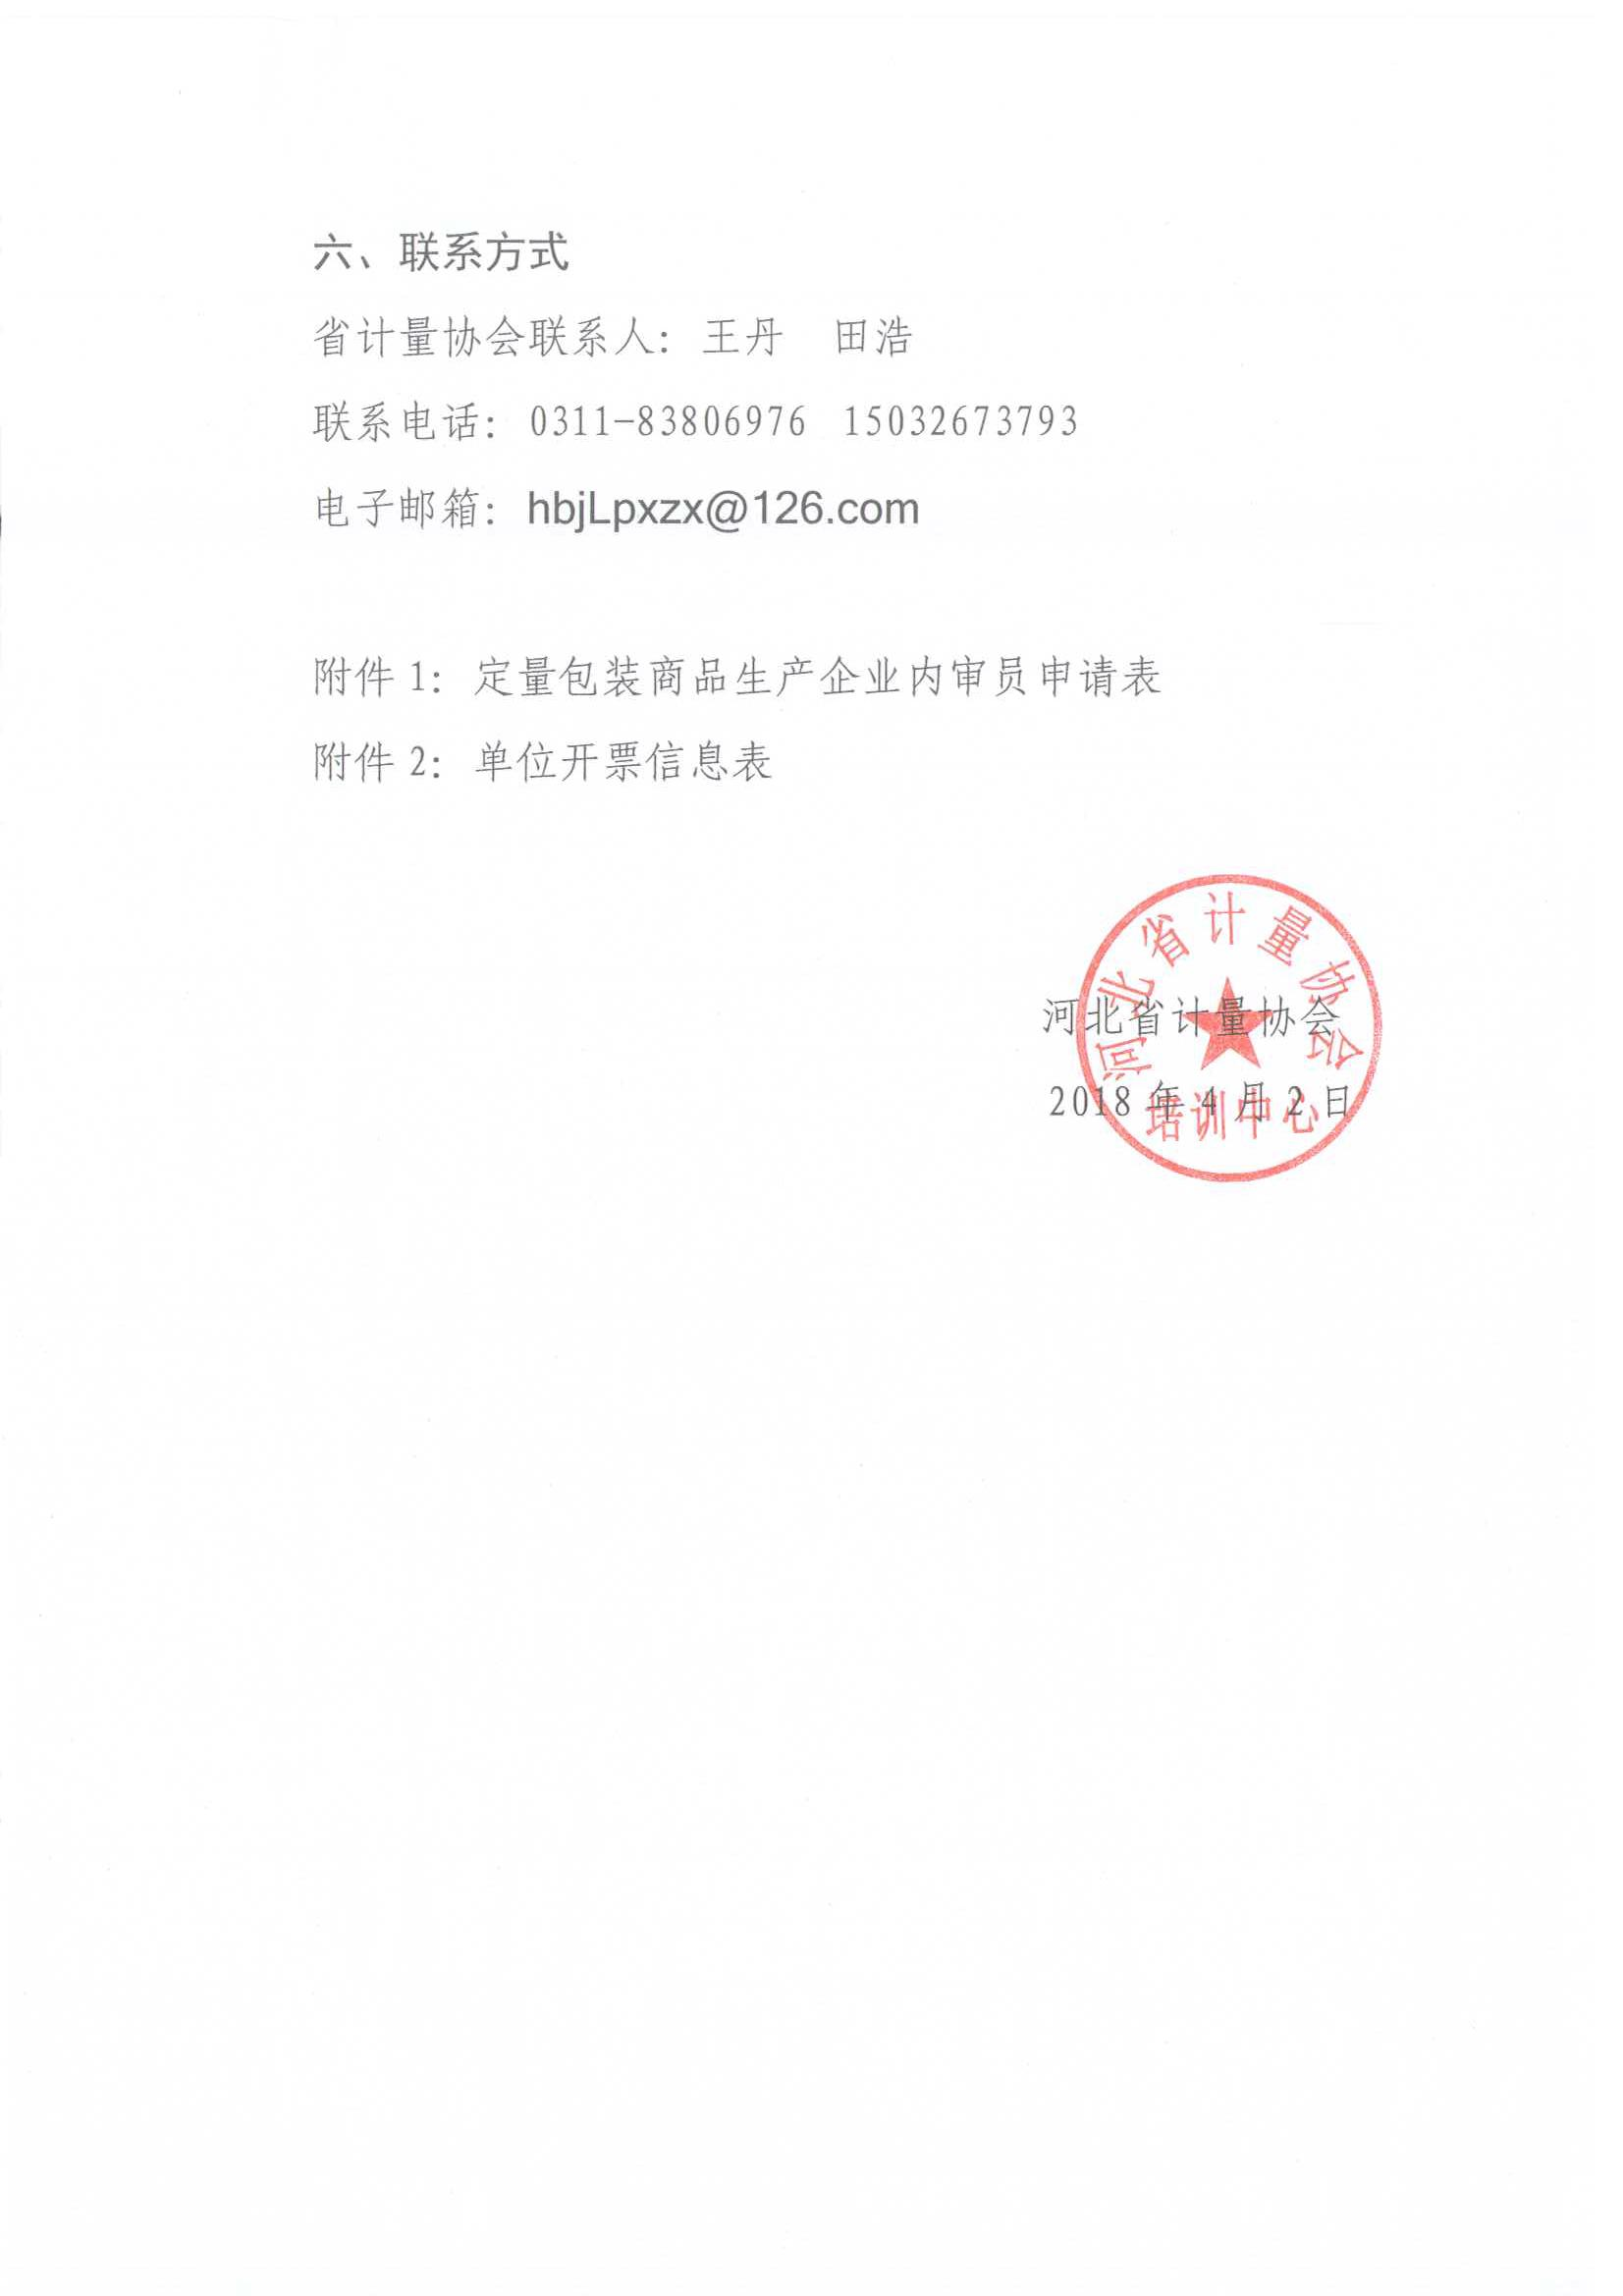 六、联系方式
省计量协会联系人：王丹　田浩
联系电话：0311-83806976 15032673793
电子邮箱：hbjLpxzx@126.com
附件 1：定量包装商品生产企业内审员申请表
附件 2：单位开票信息表
河北省计量协会
2018 年 4 月 2 日
河北省计量协会
培训中心